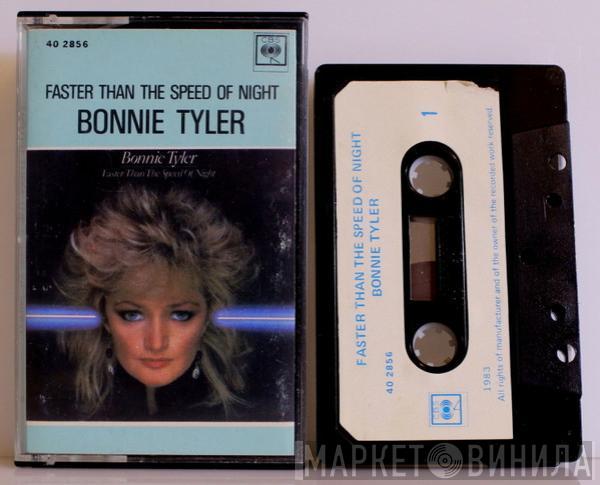 40 2856
CBS
FASTER THAN THE SPEED OF NIGHT
BONNIE TYLER
Bonnie Tyler
Faster Than The Speed Of Night
1
FASTER THAN THE SPEED OF NIGHT
BONNIE TYLER
40 2856
CBS
1983
All rights of manufacturer and of the owner of the recorded work reserved.
МАРКЕТ ВИНИЛА